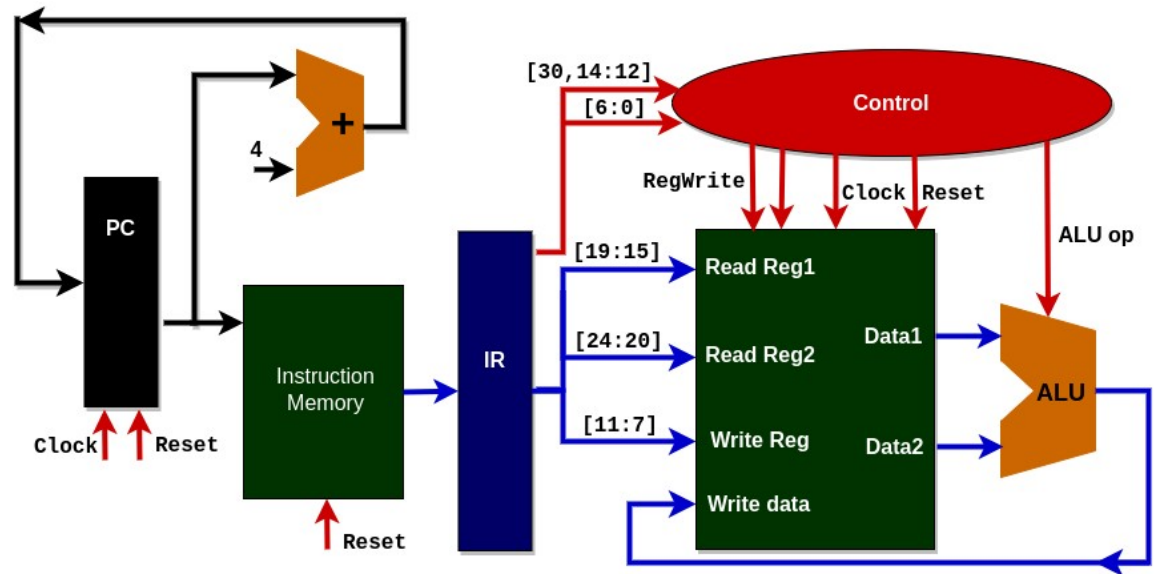 [30,14:12]
[6:0]
Control
+
4
RegWrite
Clock
Reset
ALU op
PC
[19:15]
Read Reg1
[24:20]
Read Reg2
Data1
IR
Instruction
Memory
ALU
[11:7]
Write Reg
Data2
Clock
Reset
Write data
Reset